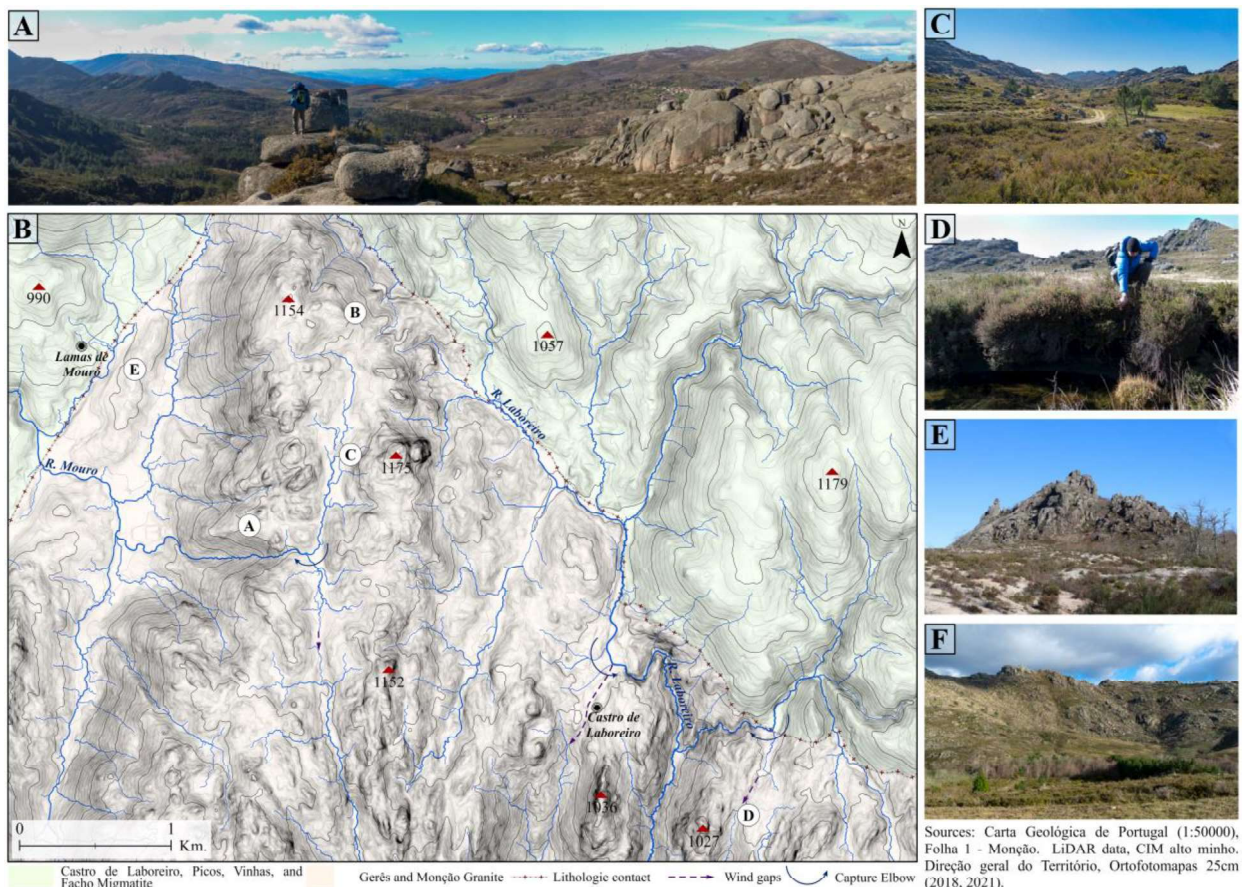 A
C
B
N
990
1154
B
1057
Lamas de
Mouro
E
R. Laboreiro
D
R. Mouro
C
1175
1179
A
E
1152
R. Laboreiro
Castro de
Laboreiro
F
1036
D
1027
0 1
Km.
Castro de Laboreiro, Picos, Vinhas, and
Facho Migmatite
Gerês and Monção Granite
Lithologic contact
Wind gaps
Capture Elbow
Sources: Carta Geológica de Portugal (1:50000),
Folha 1 - Monção. LiDAR data, CIM alto minho.
Direção geral do Território, Ortofotomapas 25cm
(2018, 2021).